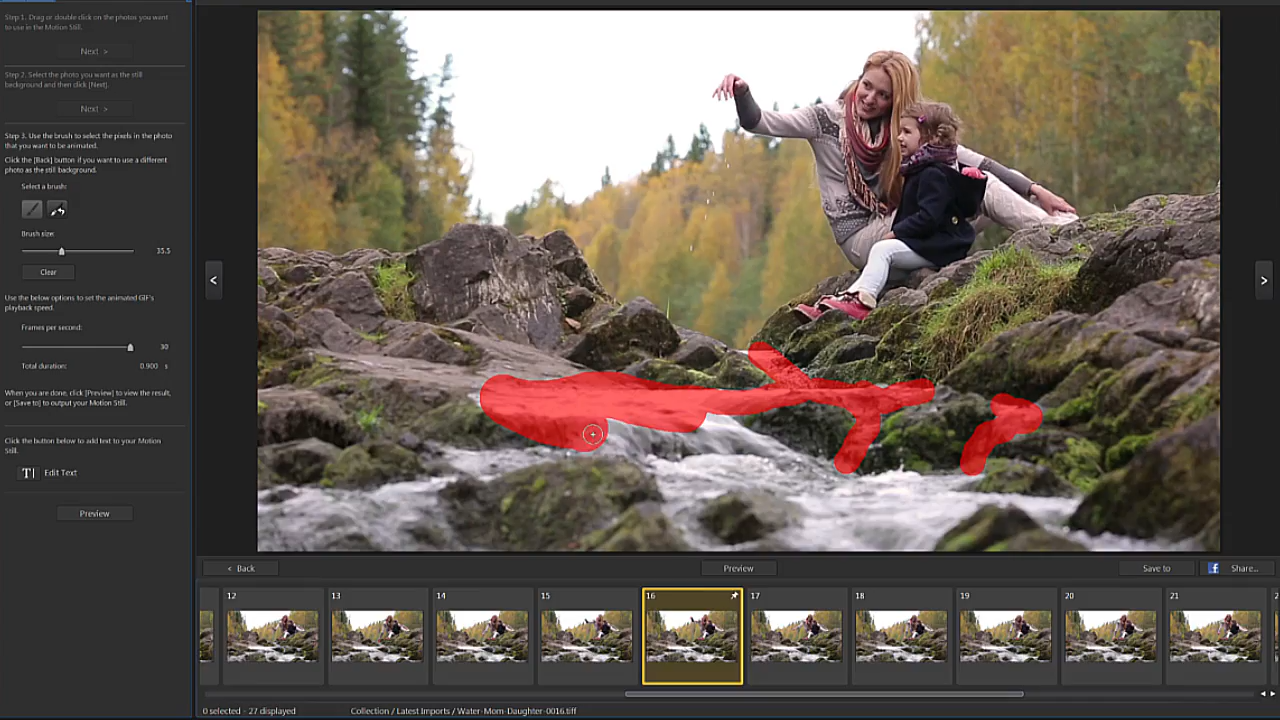 Step 1. Drag or double click on the photos you want
to use in the Motion Still.
Next >
Step 2. Select the photo you want as the still
background and then click [Next].
Next >
Step 3. Use the brush to select the pixels in the photo
that you want to be animated.
Click the [Back] button if you want to use a different
photo as the still background.
Select a brush:
Brush size:
35.5
Clear
Use the below options to set the animated GIF's
playback speed.
Frames per second:
30
Total duration: 0.900 s
When you are done, click [Preview] to view the result,
or [Save to] to output your Motion Still.
Click the button below to add text to your Motion
Still.
T| Edit Text
Preview
<
>
< Back
Preview
Save to
f Share...
12 13 14 15 16 17 18 19 20 21 2
0 selected - 27 displayed
Collection / Latest Imports / Water-Mom-Daughter-0016.tiff